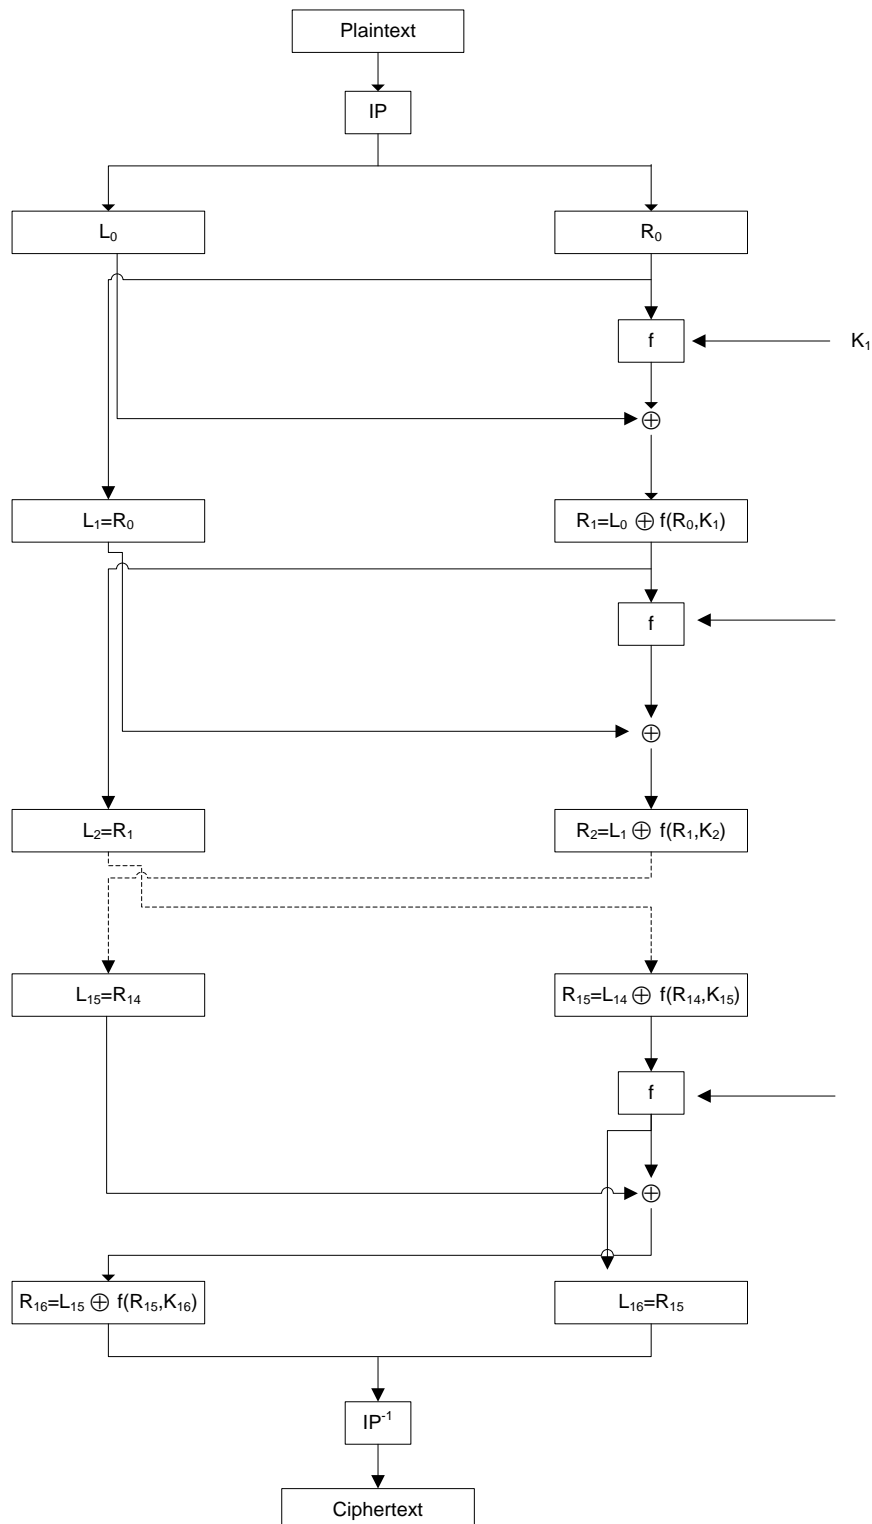 Plaintext
IP
L₀
R₀
f
K₁
⊕
L₁=R₀
R₁=L₀ ⊕ f(R₀,K₁)
f
⊕
L₂=R₁
R₂=L₁ ⊕ f(R₁,K₂)
L₁₅=R₁₄
R₁₅=L₁₄ ⊕ f(R₁₄,K₁₅)
f
⊕
R₁₆=L₁₅ ⊕ f(R₁₅,K₁₆)
L₁₆=R₁₅
IP⁻¹
Ciphertext